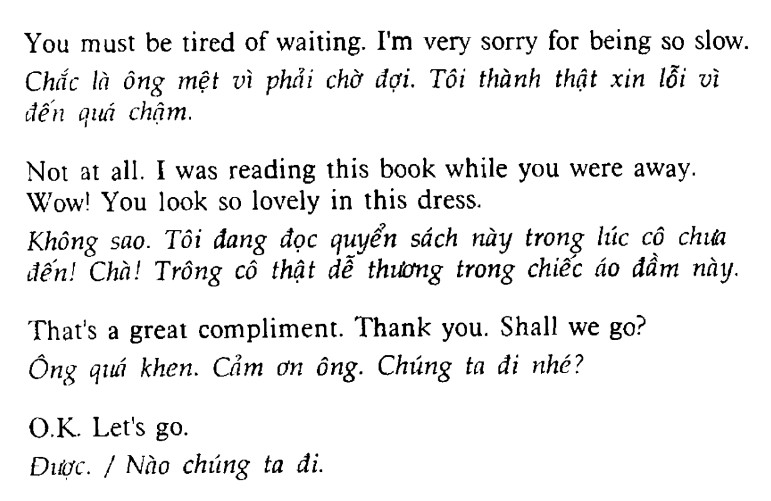 You must be tired of waiting. I'm very sorry for being so slow.
Chắc là ông mệt vì phải chờ đợi. Tôi thành thật xin lỗi vì
đến quá chậm.
Not at all. I was reading this book while you were away.
Wow! You look so lovely in this dress.
Không sao. Tôi đang đọc quyển sách này trong lúc cô chưa
đến! Chà! Trông cô thật dễ thương trong chiếc áo đầm này.
That's a great compliment. Thank you. Shall we go?
Ông quá khen. Cảm ơn ông. Chúng ta đi nhé?
O.K. Let's go.
Được. / Nào chúng ta đi.